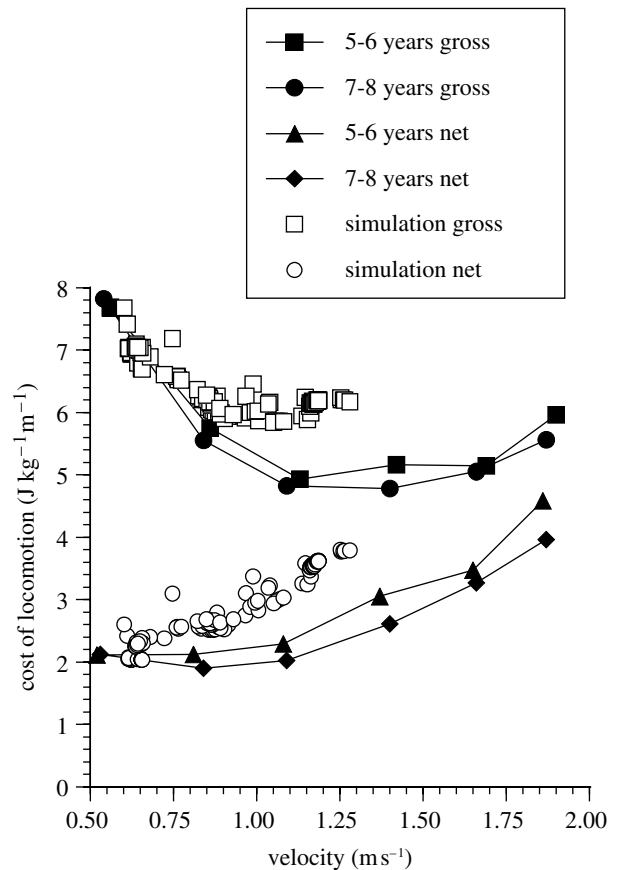 5-6 years gross
7-8 years gross
5-6 years net
7-8 years net
simulation gross
simulation net
8
7
6
5
4
3
2
1
0
cost of locomotion (J kg⁻¹m⁻¹)
0.50 0.75 1.00 1.25 1.50 1.75 2.00
velocity (m s⁻¹)